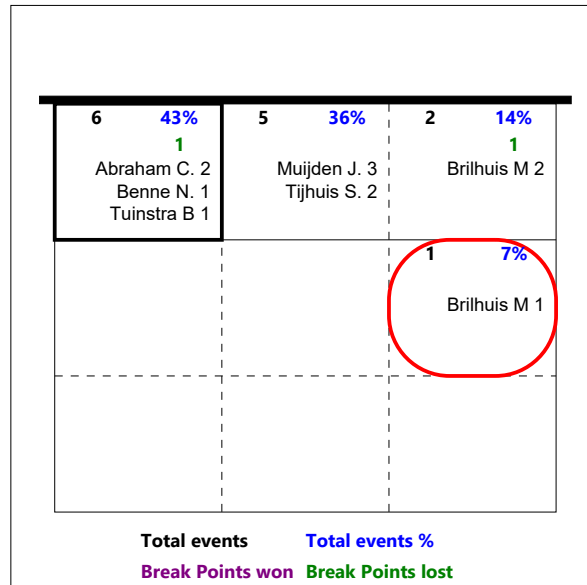 6 43% 5 36% 2 14%
1 1
Abraham C. 2 Muijden J. 3 Brilhuis M 2
Benne N. 1 Tijhuis S. 2
Tuinstra B 1
1 7%
Brilhuis M 1
Total events Total events %
Break Points won Break Points lost